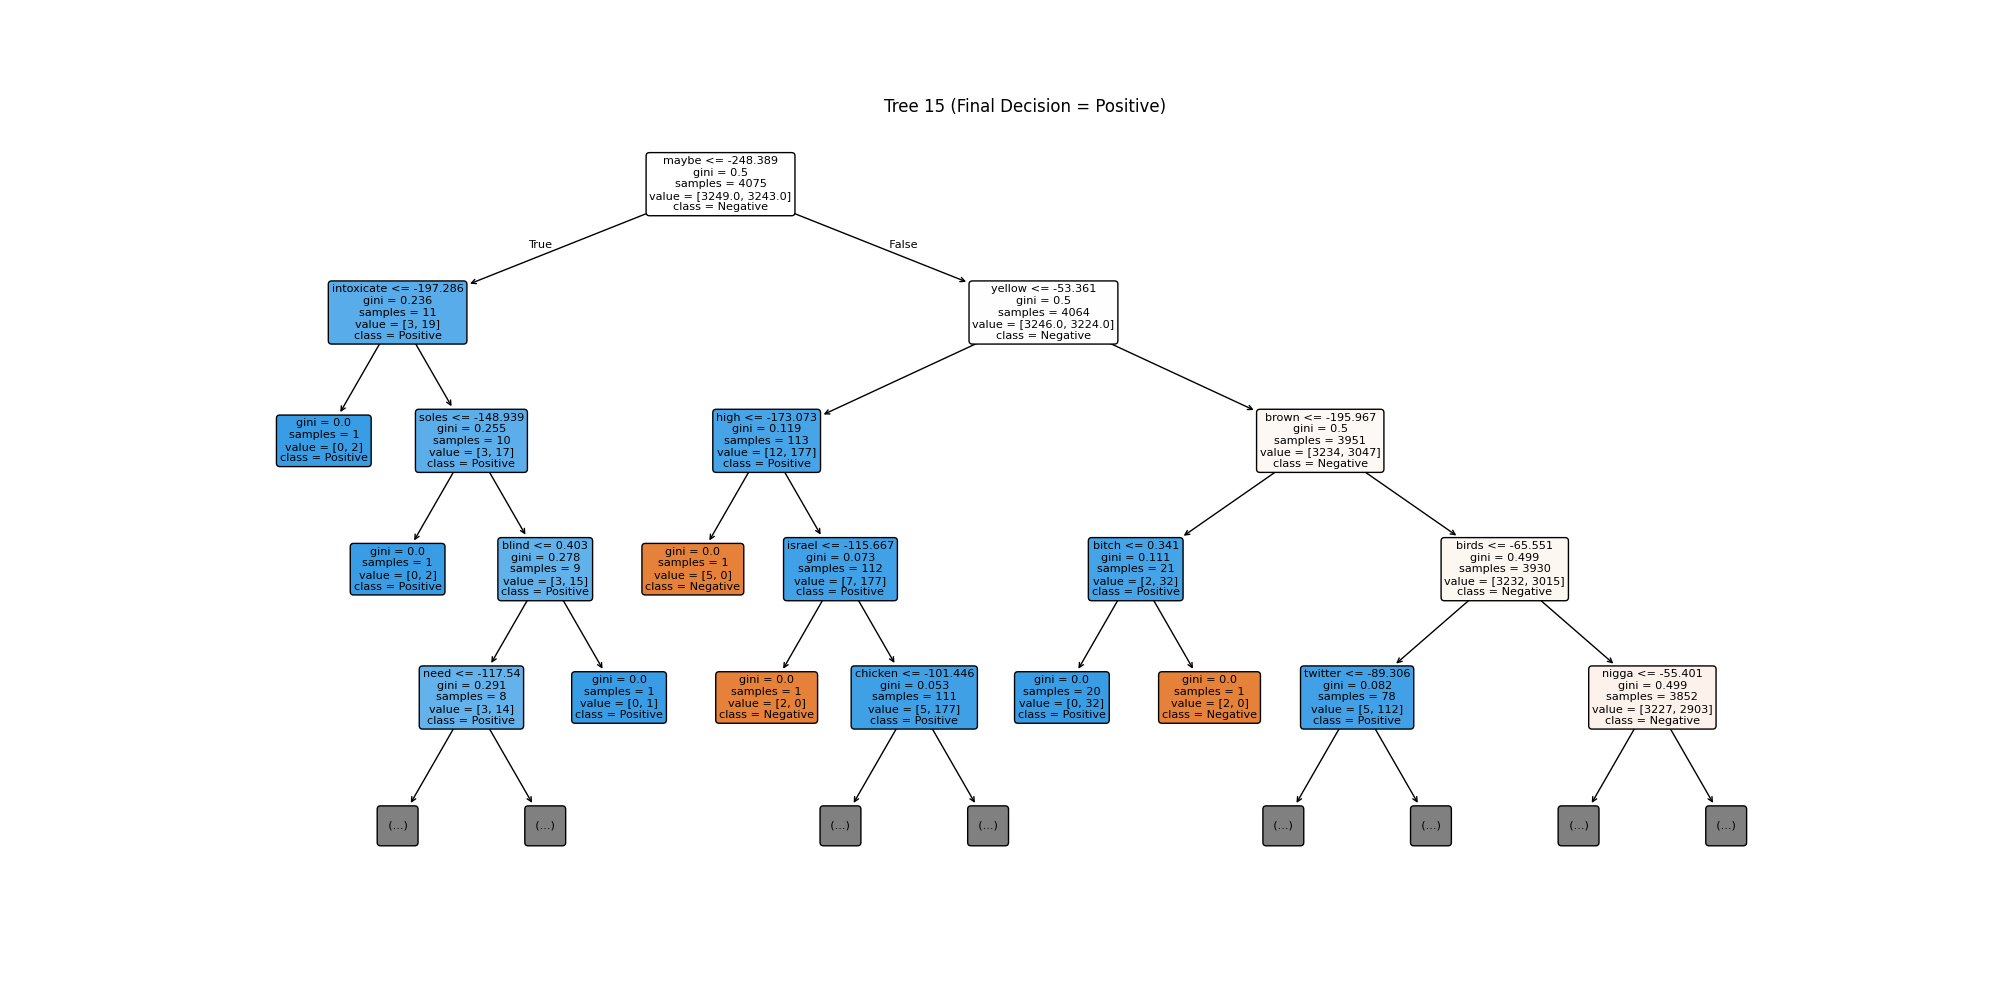 Tree 15 (Final Decision = Positive)
maybe <= -248.389
gini = 0.5
samples = 4075
value = [3249.0, 3243.0]
class = Negative
True
False
intoxicate <= -197.286
gini = 0.236
samples = 11
value = [3, 19]
class = Positive
yellow <= -53.361
gini = 0.5
samples = 4064
value = [3246.0, 3224.0]
class = Negative
gini = 0.0
samples = 1
value = [0, 2]
class = Positive
soles <= -148.939
gini = 0.255
samples = 10
value = [3, 17]
class = Positive
high <= -173.073
gini = 0.119
samples = 113
value = [12, 177]
class = Positive
brown <= -195.967
gini = 0.5
samples = 3951
value = [3234, 3047]
class = Negative
gini = 0.0
samples = 1
value = [0, 2]
class = Positive
blind <= 0.403
gini = 0.278
samples = 9
value = [3, 15]
class = Positive
gini = 0.0
samples = 1
value = [5, 0]
class = Negative
israel <= -115.667
gini = 0.073
samples = 112
value = [7, 177]
class = Positive
bitch <= 0.341
gini = 0.111
samples = 21
value = [2, 32]
class = Positive
birds <= -65.551
gini = 0.499
samples = 3930
value = [3232, 3015]
class = Negative
need <= -117.54
gini = 0.291
samples = 8
value = [3, 14]
class = Positive
gini = 0.0
samples = 1
value = [0, 1]
class = Positive
gini = 0.0
samples = 1
value = [2, 0]
class = Negative
chicken <= -101.446
gini = 0.053
samples = 111
value = [5, 177]
class = Positive
gini = 0.0
samples = 20
value = [0, 32]
class = Positive
gini = 0.0
samples = 1
value = [2, 0]
class = Negative
twitter <= -89.306
gini = 0.082
samples = 78
value = [5, 112]
class = Positive
nigga <= -55.401
gini = 0.499
samples = 3852
value = [3227, 2903]
class = Negative
(...)
(...)
(...)
(...)
(...)
(...)
(...)
(...)